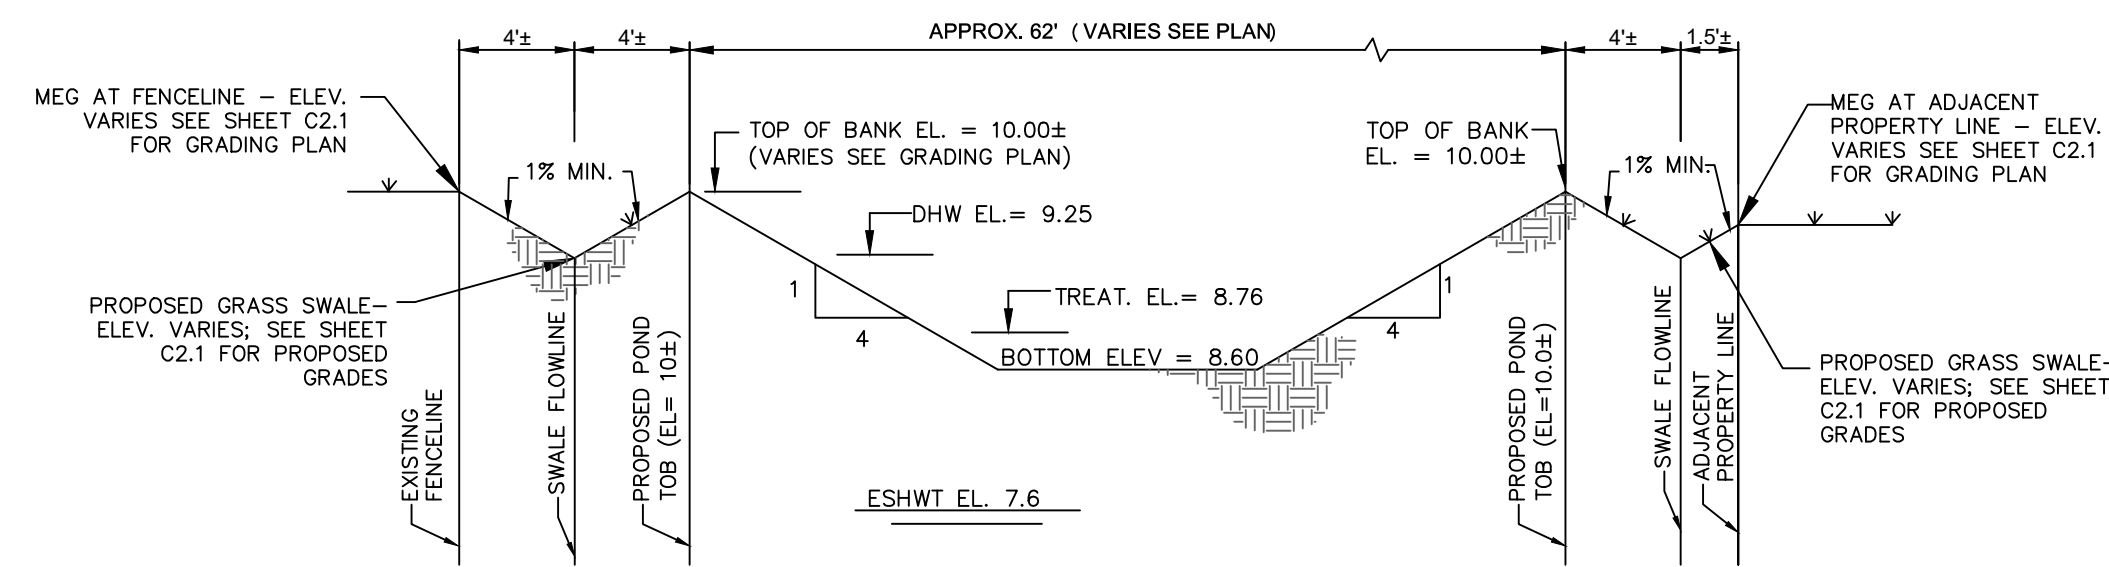 APPROX. 62' ( VARIES SEE PLAN)
4'±
4'±
4'±
1.5'±
MEG AT FENCELINE – ELEV.
VARIES SEE SHEET C2.1
FOR GRADING PLAN
1% MIN.
TOP OF BANK EL. = 10.00±
(VARIES SEE GRADING PLAN)
DHW EL.= 9.25
TOP OF BANK
EL. = 10.00±
1% MIN.
MEG AT ADJACENT
PROPERTY LINE – ELEV.
VARIES SEE SHEET C2.1
FOR GRADING PLAN
PROPOSED GRASS SWALE–
ELEV. VARIES; SEE SHEET
C2.1 FOR PROPOSED
GRADES
1
4
TREAT. EL.= 8.76
BOTTOM ELEV = 8.60
1
4
PROPOSED GRASS SWALE–
ELEV. VARIES; SEE SHEET
C2.1 FOR PROPOSED
GRADES
EXISTING
FENCELINE
SWALE FLOWLINE
PROPOSED POND
TOB (EL= 10±)
ESHWT EL. 7.6
PROPOSED POND
TOB (EL=10.0±)
SWALE FLOWLINE
ADJACENT
PROPERTY LINE